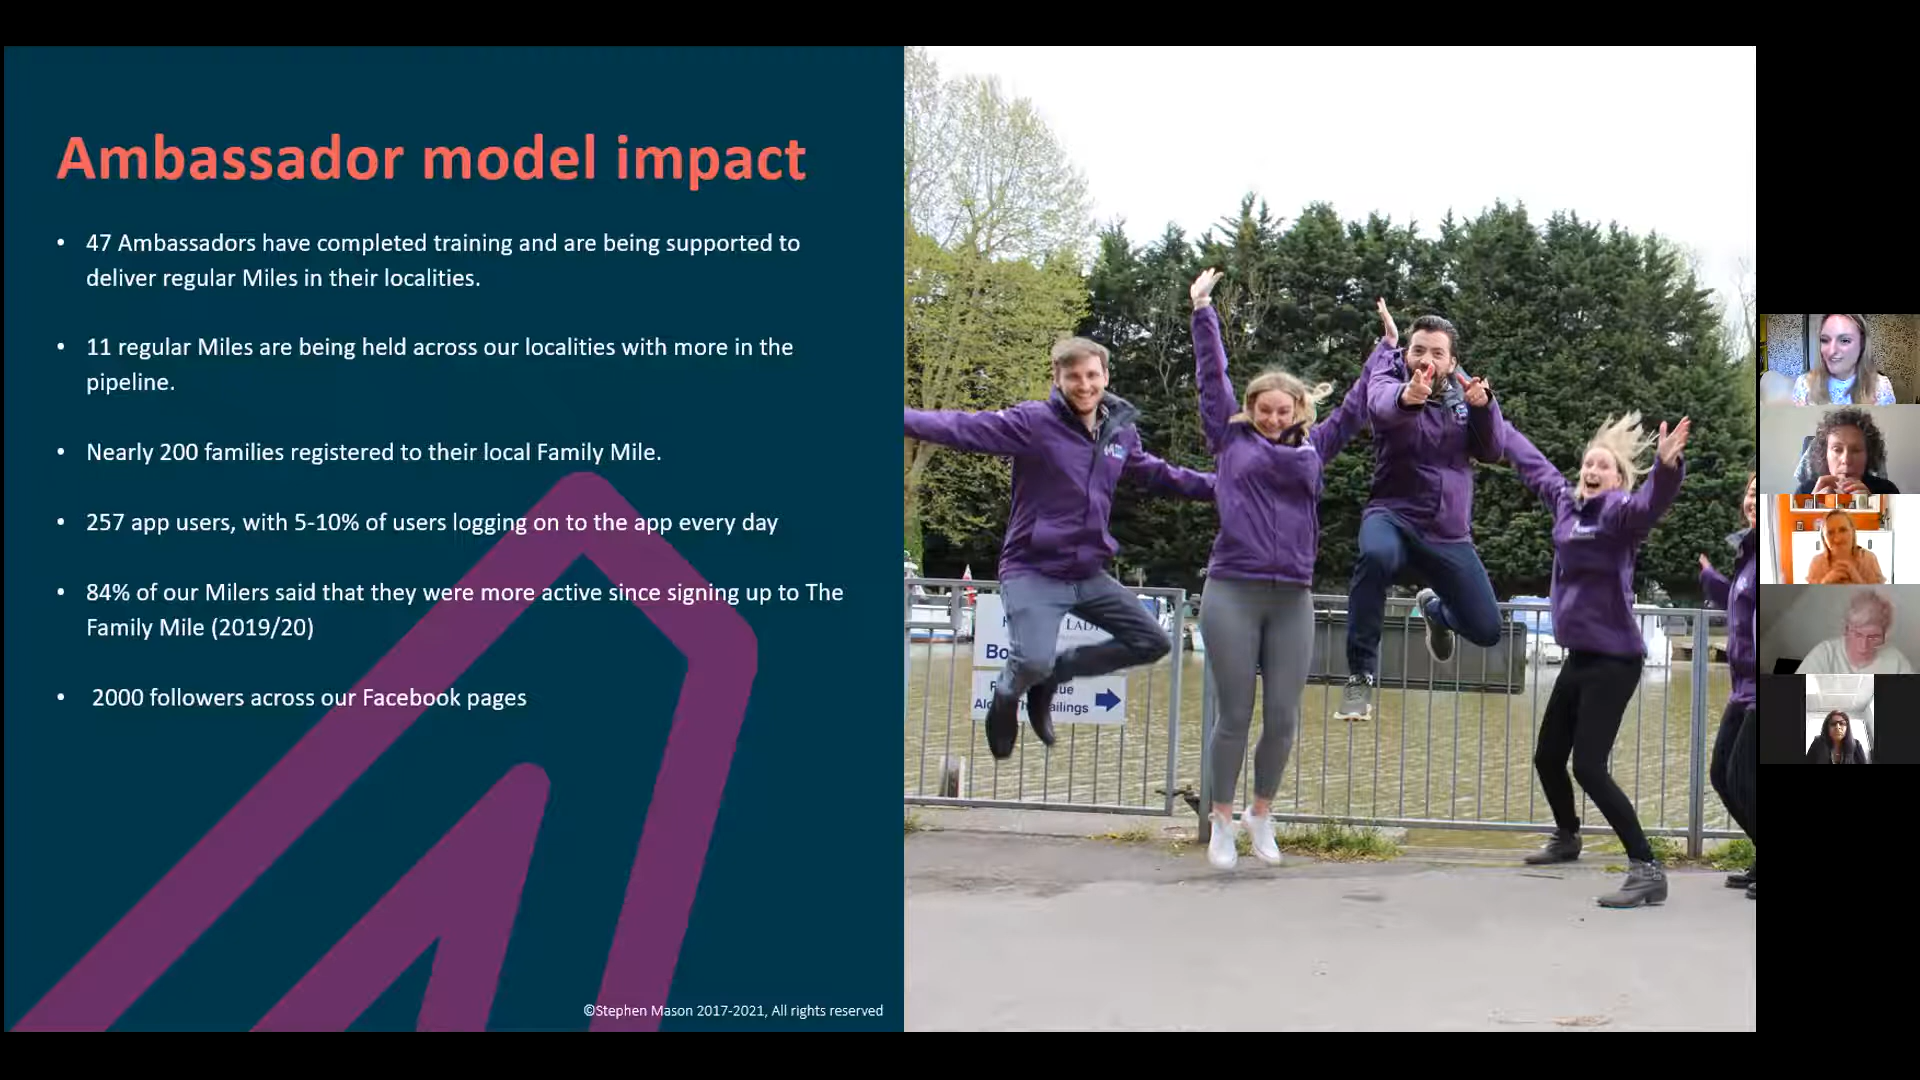 Ambassador model impact
• 47 Ambassadors have completed training and are being supported to
deliver regular Miles in their localities.
• 11 regular Miles are being held across our localities with more in the
pipeline.
• Nearly 200 families registered to their local Family Mile.
• 257 app users, with 5-10% of users logging on to the app every day
• 84% of our Milers said that they were more active since signing up to The
Family Mile (2019/20)
• 2000 followers across our Facebook pages
©Stephen Mason 2017-2021, All rights reserved